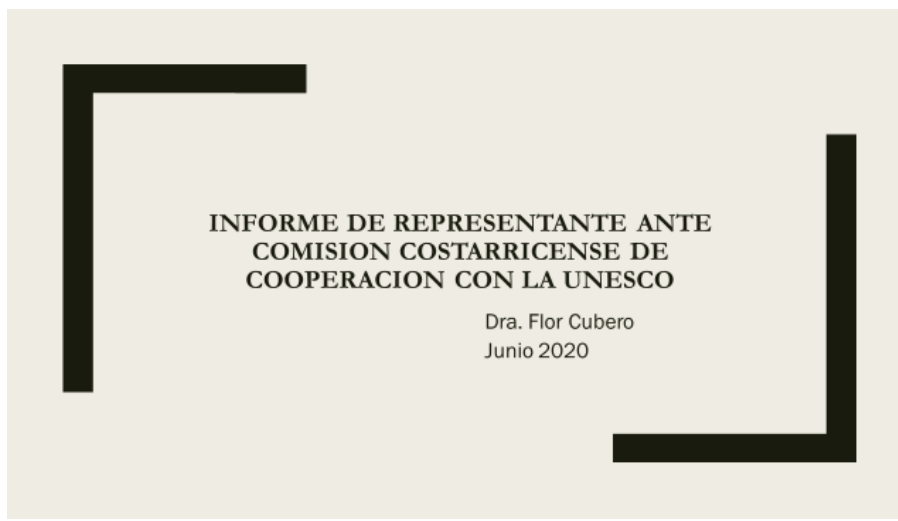 INFORME DE REPRESENTANTE ANTE
COMISION COSTARRICENSE DE
COOPERACION CON LA UNESCO
Dra. Flor Cubero
Junio 2020